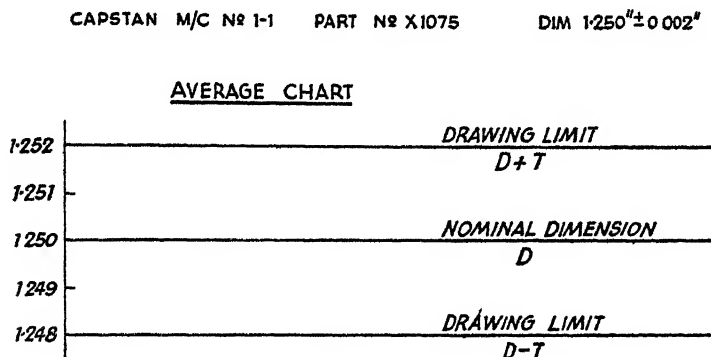 CAPSTAN M/C Nº 1-1 PART Nº X1075 DIM 1·250"± 0 002"
AVERAGE CHART
1·252
DRAWING LIMIT
D+T
1·251
1 250
NOMINAL DIMENSION
D
1 249
1·248
DRAWING LIMIT
D-T